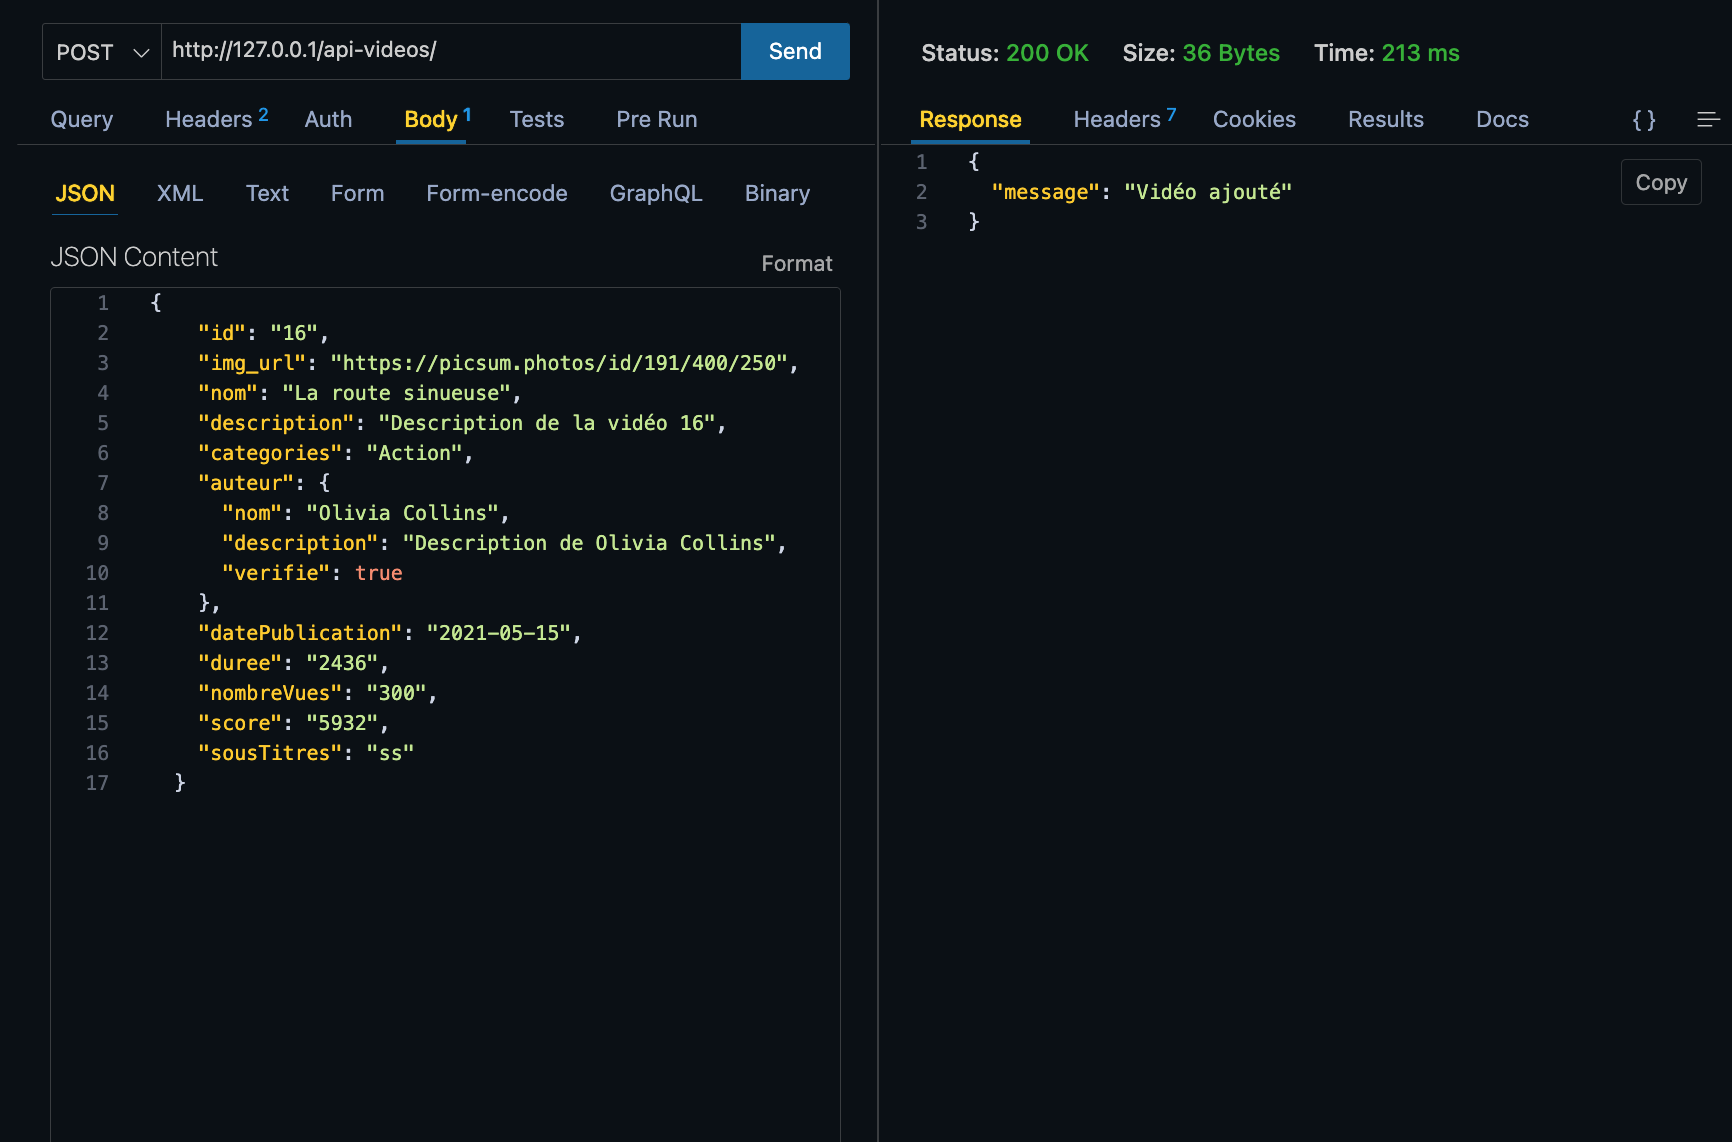 POST http://127.0.0.1/api-videos/ Send
Query Headers 2 Auth Body 1 Tests Pre Run
JSON XML Text Form Form-encode GraphQL Binary
JSON Content Format
1 {
2 "id": "16",
3 "img_url": "https://picsum.photos/id/191/400/250",
4 "nom": "La route sinueuse",
5 "description": "Description de la vidéo 16",
6 "categories": "Action",
7 "auteur": {
8 "nom": "Olivia Collins",
9 "description": "Description de Olivia Collins",
10 "verifie": true
11 },
12 "datePublication": "2021-05-15",
13 "duree": "2436",
14 "nombreVues": "300",
15 "score": "5932",
16 "sousTitres": "ss"
17 }
Status: 200 OK Size: 36 Bytes Time: 213 ms
Response Headers 7 Cookies Results Docs {}
1 {
2 "message": "Vidéo ajouté"
3 }
Copy